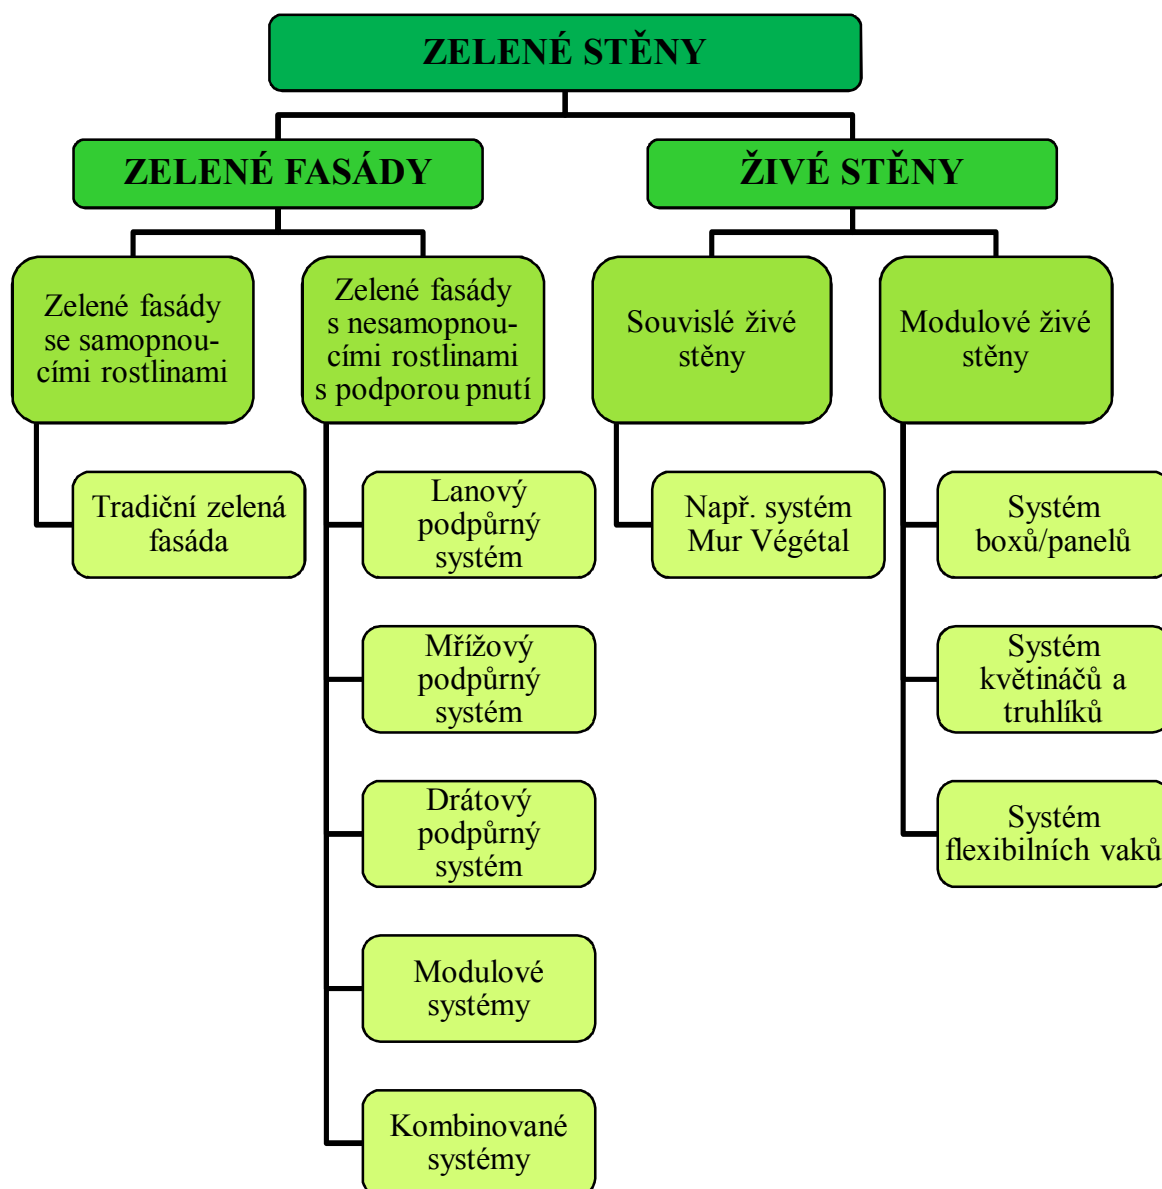 ZELENÉ STĚNY
ZELENÉ FASÁDY
ŽIVÉ STĚNY
Zelené fasády
se samopnou-
cími rostlinami
Zelené fasády
s nesamopnou-
cími rostlinami
s podporou pnutí
Souvislé živé
stěny
Modulové živé
stěny
Tradiční zelená
fasáda
Lanový
podpůrný
systém
Mřížový
podpůrný
systém
Drátový
podpůrný
systém
Modulové
systémy
Kombinované
systémy
Např. systém
Mur Végétal
Systém
boxů/panelů
Systém
květináčů a
truhlíků
Systém
flexibilních vaků